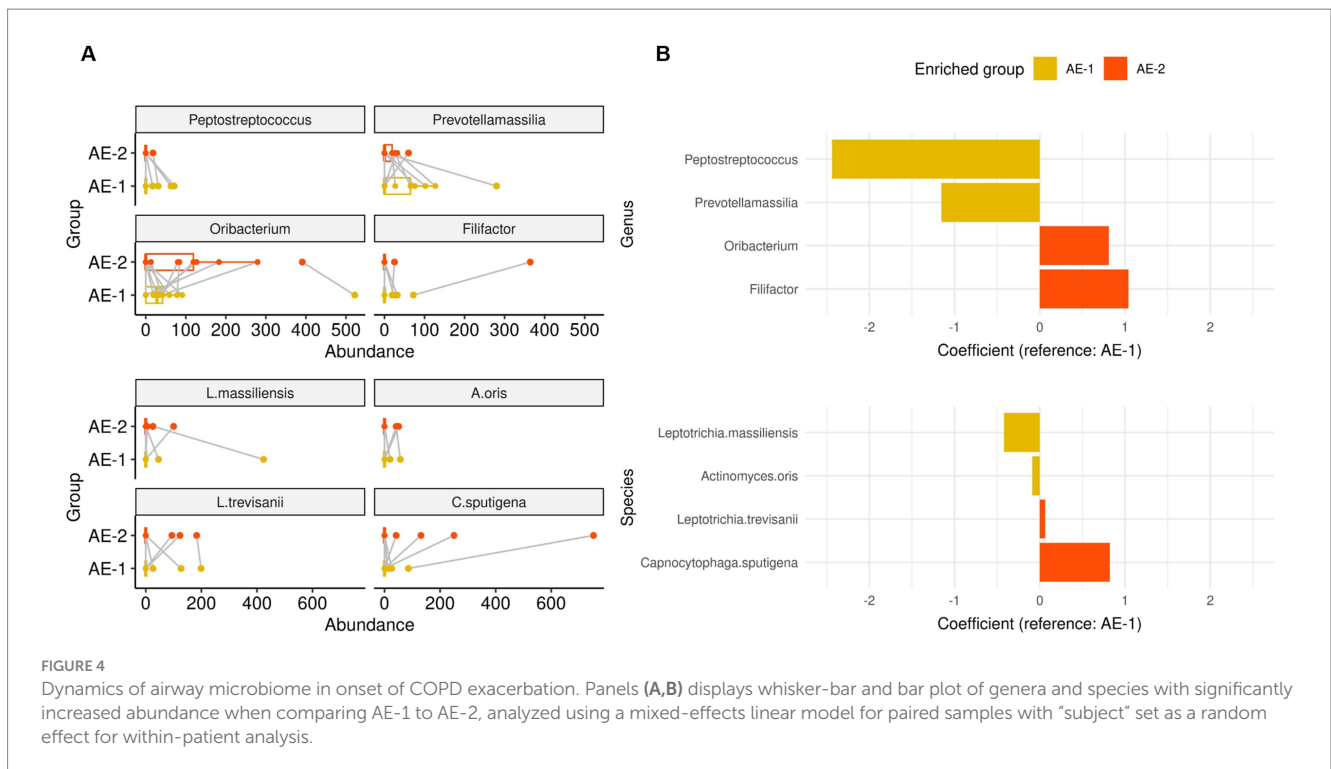 A
Peptostreptococcus Prevotellamassilia
AE-2
AE-1
Oribacterium Filifactor
AE-2
AE-1
Group
0 100 200 300 400 500 0 100 200 300 400 500
Abundance
L.massiliensis A.oris
AE-2
AE-1
L.trevisanii C.sputigena
AE-2
AE-1
Group
0 200 400 600 0 200 400 600
Abundance
B
Enriched group AE-1 AE-2
Genus
Peptostreptococcus
Prevotellamassilia
Oribacterium
Filifactor
-2 -1 0 1 2
Coefficient (reference: AE-1)
Species
Leptotrichia.massiliensis
Actinomyces.oris
Leptotrichia.trevisanii
Capnocytophaga.sputigena
-2 -1 0 1 2
Coefficient (reference: AE-1)
FIGURE 4
Dynamics of airway microbiome in onset of COPD exacerbation. Panels (A,B) displays whisker-bar and bar plot of genera and species with significantly
increased abundance when comparing AE-1 to AE-2, analyzed using a mixed-effects linear model for paired samples with “subject” set as a random
effect for within-patient analysis.